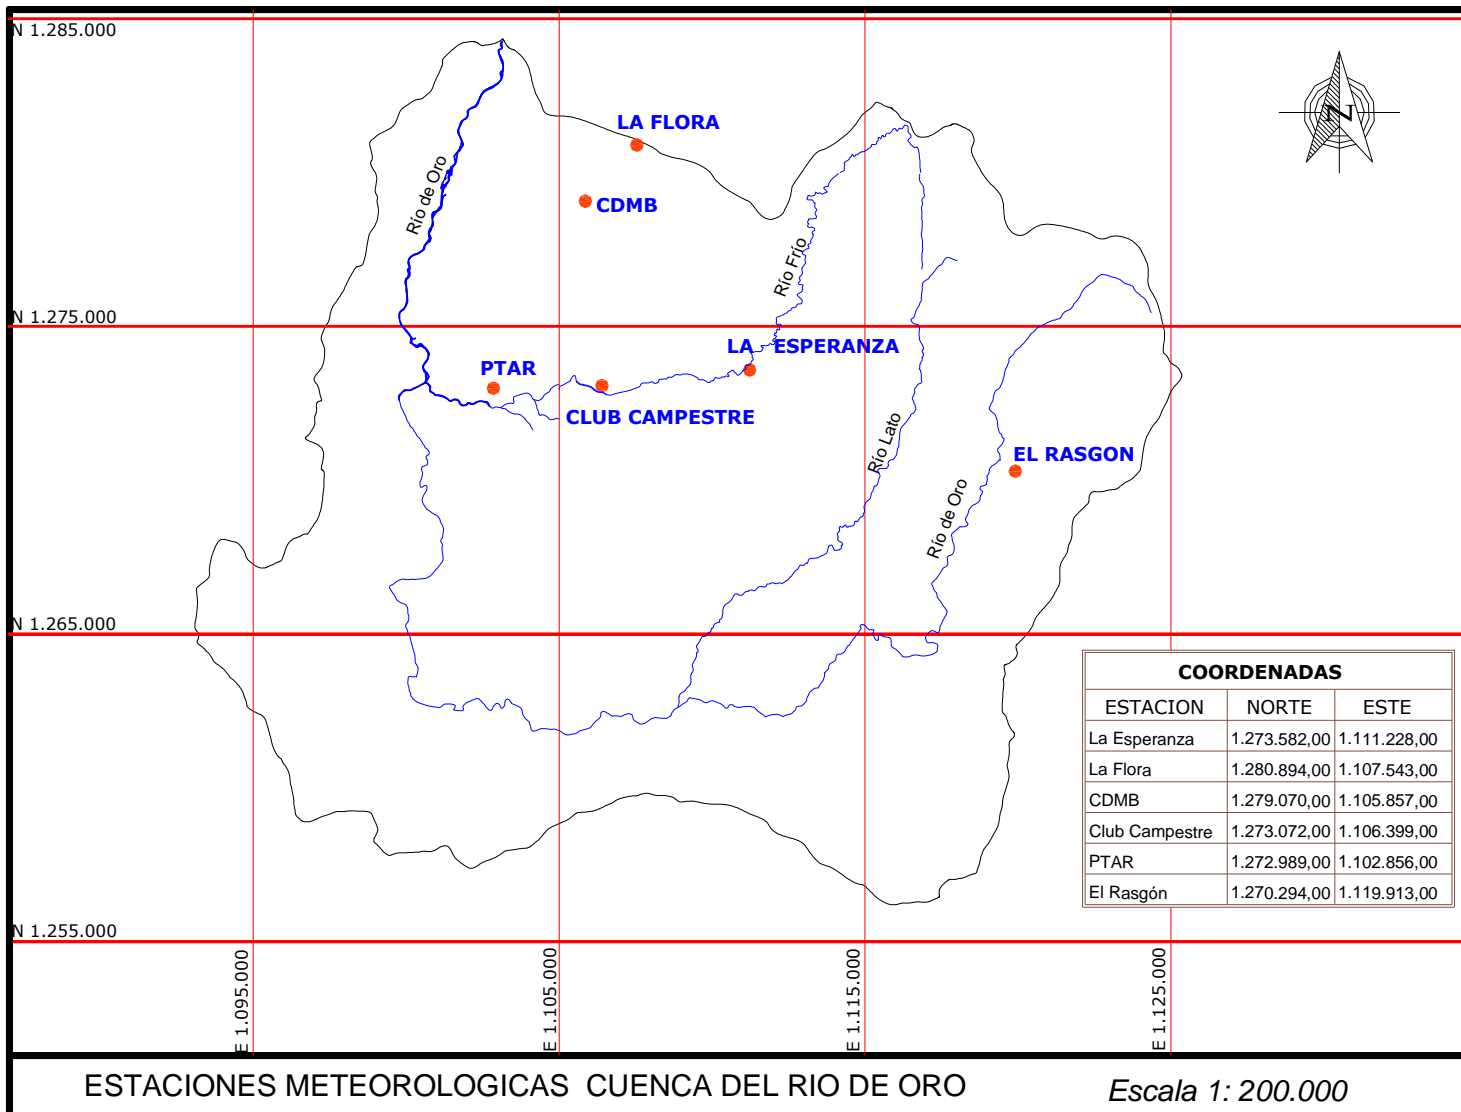 N 1.285.000
N
LA FLORA
Río de Oro
CDMB
Río Frío
N 1.275.000
LA ESPERANZA
PTAR
CLUB CAMPESTRE
Río Lato
EL RASGON
Río de Oro
N 1.265.000
COORDENADAS
ESTACION NORTE ESTE
La Esperanza 1.273.582,00 1.111.228,00
La Flora 1.280.894,00 1.107.543,00
CDMB 1.279.070,00 1.105.857,00
Club Campestre 1.273.072,00 1.106.399,00
PTAR 1.272.989,00 1.102.856,00
El Rasgón 1.270.294,00 1.119.913,00
N 1.255.000
E 1.095.000
E 1.105.000
E 1.115.000
E 1.125.000
ESTACIONES METEOROLOGICAS CUENCA DEL RIO DE ORO
Escala 1: 200.000